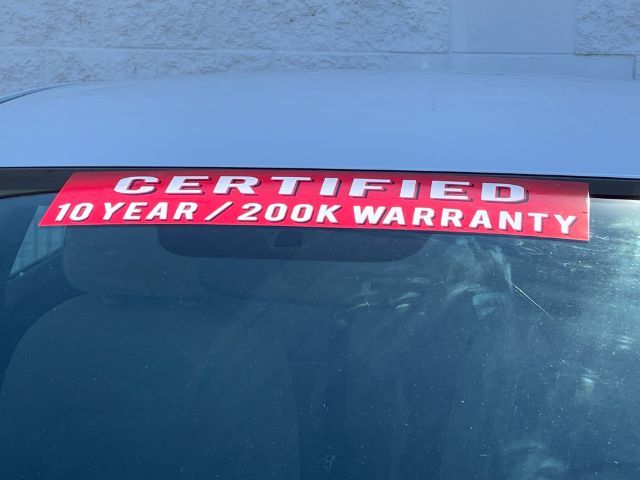 CERTIFIED
10 YEAR / 200K WARRANTY